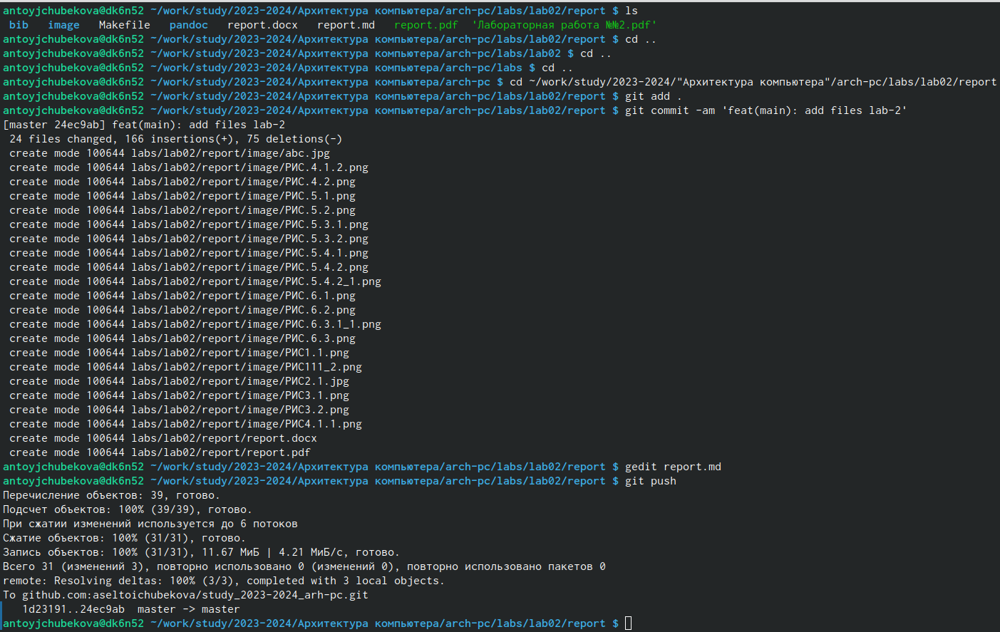 antoyjchubekova@dk6n52 ~/work/study/2023-2024/Архитектура компьютера/arch-pc/labs/lab02/report $ ls
bib image Makefile pandoc report.docx report.md report.pdf 'Лабораторная работа №№2.pdf'
antoyjchubekova@dk6n52 ~/work/study/2023-2024/Архитектура компьютера/arch-pc/labs/lab02/report $ cd ..
antoyjchubekova@dk6n52 ~/work/study/2023-2024/Архитектура компьютера/arch-pc/labs/lab02 $ cd ..
antoyjchubekova@dk6n52 ~/work/study/2023-2024/Архитектура компьютера/arch-pc/labs $ cd ..
antoyjchubekova@dk6n52 ~/work/study/2023-2024/Архитектура компьютера/arch-pc $ cd ~/work/study/2023-2024/"Архитектура компьютера"/arch-pc/labs/lab02/report
antoyjchubekova@dk6n52 ~/work/study/2023-2024/Архитектура компьютера/arch-pc/labs/lab02/report $ git add .
antoyjchubekova@dk6n52 ~/work/study/2023-2024/Архитектура компьютера/arch-pc/labs/lab02/report $ git commit -am 'feat(main): add files lab-2'
[master 24ec9ab] feat(main): add files lab-2
24 files changed, 166 insertions(+), 75 deletions(-)
create mode 100644 labs/lab02/report/image/abc.jpg
create mode 100644 labs/lab02/report/image/РИС.4.1.2.png
create mode 100644 labs/lab02/report/image/РИС.4.2.png
create mode 100644 labs/lab02/report/image/РИС.5.1.png
create mode 100644 labs/lab02/report/image/РИС.5.2.png
create mode 100644 labs/lab02/report/image/РИС.5.3.1.png
create mode 100644 labs/lab02/report/image/РИС.5.3.2.png
create mode 100644 labs/lab02/report/image/РИС.5.4.1.png
create mode 100644 labs/lab02/report/image/РИС.5.4.2.png
create mode 100644 labs/lab02/report/image/РИС.5.4.2_1.png
create mode 100644 labs/lab02/report/image/РИС.6.1.png
create mode 100644 labs/lab02/report/image/РИС.6.2.png
create mode 100644 labs/lab02/report/image/РИС.6.3.1_1.png
create mode 100644 labs/lab02/report/image/РИС.6.3.png
create mode 100644 labs/lab02/report/image/РИС1.1.png
create mode 100644 labs/lab02/report/image/РИС111_2.png
create mode 100644 labs/lab02/report/image/РИС2.1.jpg
create mode 100644 labs/lab02/report/image/РИС3.1.png
create mode 100644 labs/lab02/report/image/РИС3.2.png
create mode 100644 labs/lab02/report/image/РИС4.1.1.png
create mode 100644 labs/lab02/report/report.docx
create mode 100644 labs/lab02/report/report.pdf
antoyjchubekova@dk6n52 ~/work/study/2023-2024/Архитектура компьютера/arch-pc/labs/lab02/report $ gedit report.md
antoyjchubekova@dk6n52 ~/work/study/2023-2024/Архитектура компьютера/arch-pc/labs/lab02/report $ git push
Перечисление объектов: 39, готово.
Подсчет объектов: 100% (39/39), готово.
При сжатии изменений используется до 6 потоков
Сжатие объектов: 100% (31/31), готово.
Запись объектов: 100% (31/31), 11.67 МиБ | 4.21 МиБ/с, готово.
Всего 31 (изменений 3), повторно использовано 0 (изменений 0), повторно использовано пакетов 0
remote: Resolving deltas: 100% (3/3), completed with 3 local objects.
To github.com:aseltoichubekova/study_2023-2024_arh-pc.git
1d23191..24ec9ab master -> master
antoyjchubekova@dk6n52 ~/work/study/2023-2024/Архитектура компьютера/arch-pc/labs/lab02/report $